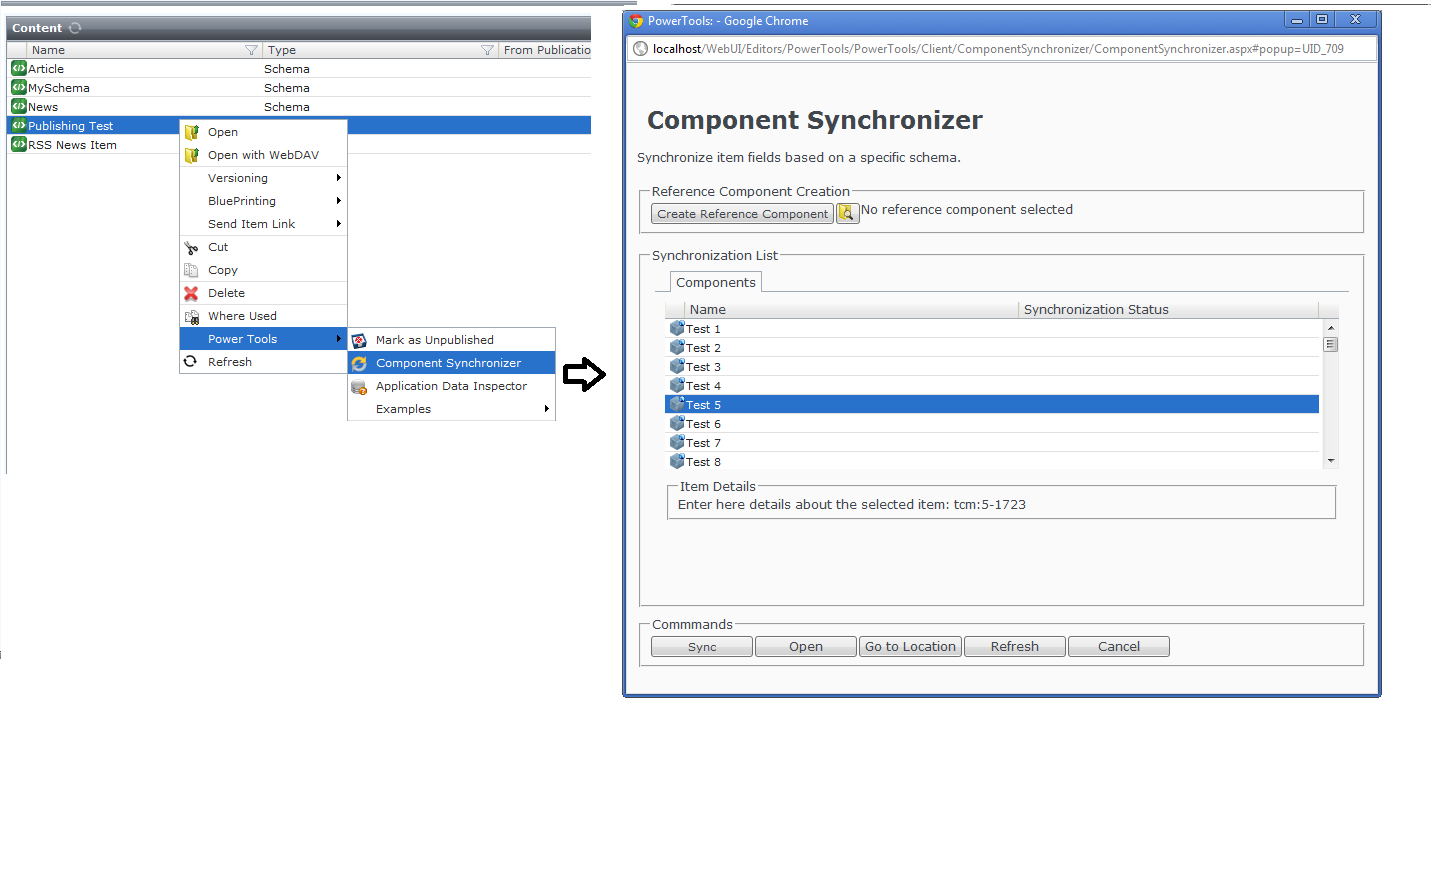 Content
Name Type From Publicatio
Article Schema
MySchema Schema
News Schema
Publishing Test
RSS News Item
Open
Open with WebDAV
Versioning
BluePrinting
Send Item Link
Cut
Copy
Delete
Where Used
Power Tools
Refresh
Mark as Unpublished
Component Synchronizer
Application Data Inspector
Examples
PowerTools: - Google Chrome
localhost/WebUI/Editors/PowerTools/PowerTools/Client/ComponentSynchronizer/ComponentSynchronizer.aspx#popup=UID_709
Component Synchronizer
Synchronize item fields based on a specific schema.
Reference Component Creation
Create Reference Component No reference component selected
Synchronization List
Components
Name Synchronization Status
Test 1
Test 2
Test 3
Test 4
Test 5
Test 6
Test 7
Test 8
Item Details
Enter here details about the selected item: tcm:5-1723
Commmands
Sync Open Go to Location Refresh Cancel